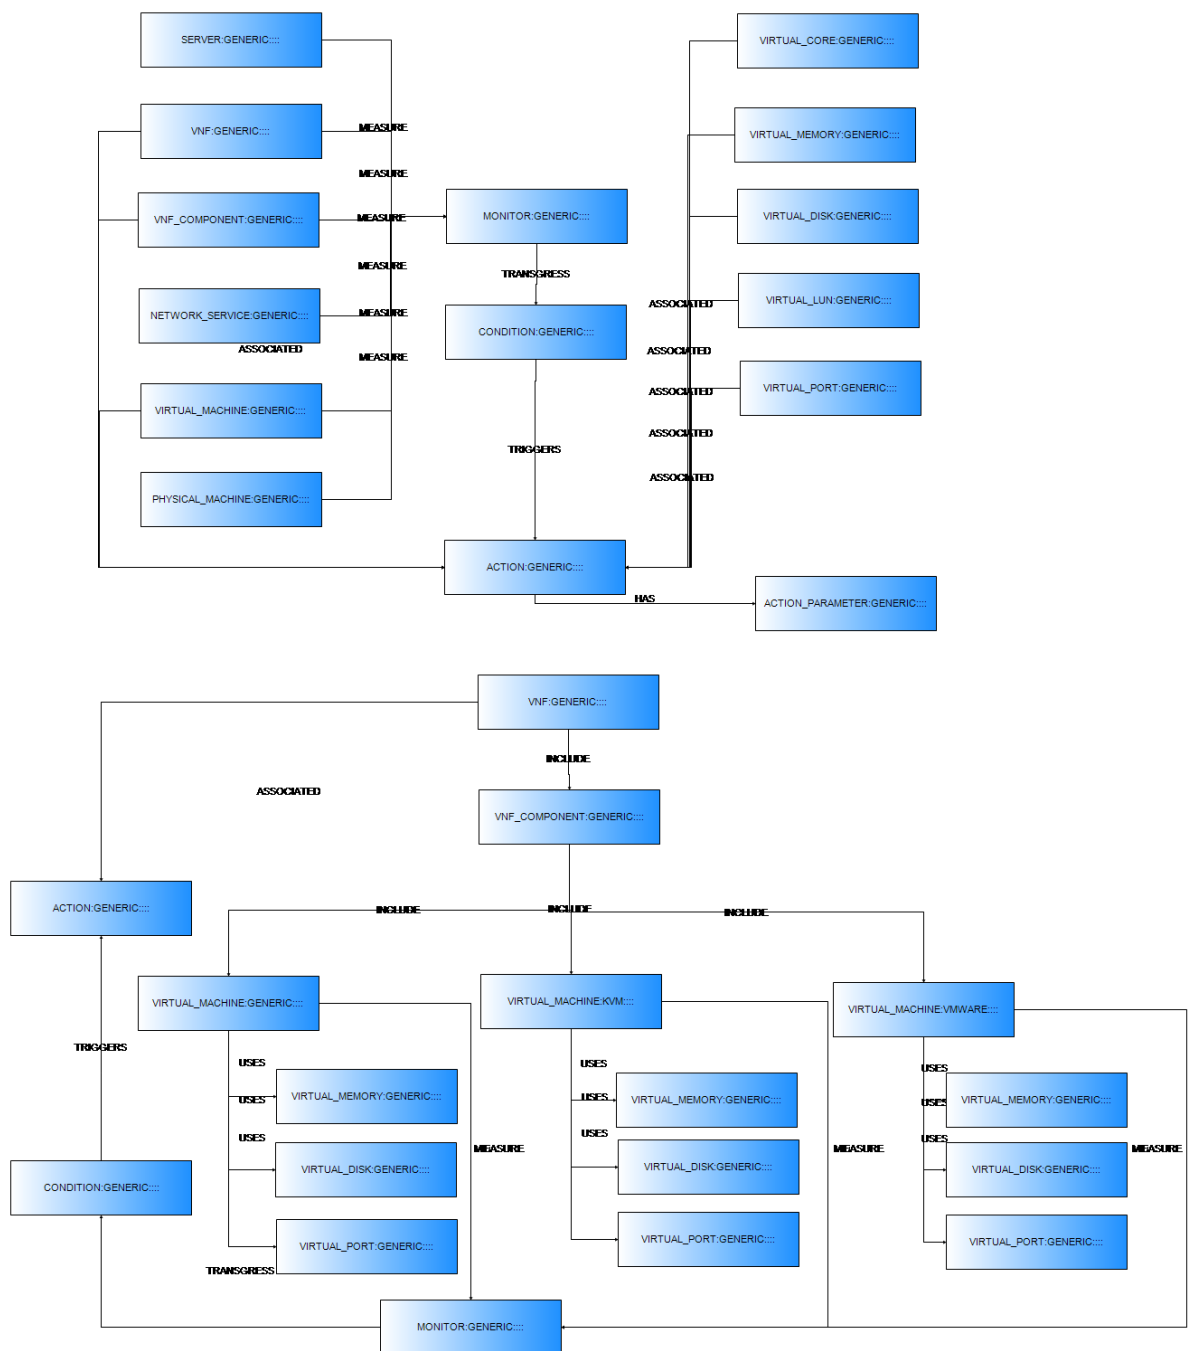 SERVER:GENERIC::::
VIRTUAL_CORE:GENERIC::::
VNF:GENERIC::::
MEASURE
VIRTUAL_MEMORY:GENERIC::::
MEASURE
VNF_COMPONENT:GENERIC::::
MEASURE
MONITOR:GENERIC::::
VIRTUAL_DISK:GENERIC::::
MEASURE
TRANSGRESS
NETWORK_SERVICE:GENERIC::::
MEASURE
VIRTUAL_LUN:GENERIC::::
ASSOCIATED
CONDITION:GENERIC::::
ASSOCIATED
MEASURE
ASSOCIATED
VIRTUAL_PORT:GENERIC::::
ASSOCIATED
VIRTUAL_MACHINE:GENERIC::::
ASSOCIATED
TRIGGERS
ASSOCIATED
PHYSICAL_MACHINE:GENERIC::::
ACTION:GENERIC::::
HAS
ACTION_PARAMETER:GENERIC::::
VNF:GENERIC::::
INCLUDE
ASSOCIATED
VNF_COMPONENT:GENERIC::::
ACTION:GENERIC::::
INCLUDE
INCLUDE
INCLUDE
VIRTUAL_MACHINE:GENERIC::::
VIRTUAL_MACHINE:KVM::::
VIRTUAL_MACHINE:VMWARE::::
TRIGGERS
USES
USES
USES
VIRTUAL_MEMORY:GENERIC::::
VIRTUAL_MEMORY:GENERIC::::
VIRTUAL_MEMORY:GENERIC::::
USES
USES
USES
USES
USES
USES
MEASURE
MEASURE
VIRTUAL_DISK:GENERIC::::
VIRTUAL_DISK:GENERIC::::
VIRTUAL_DISK:GENERIC::::
CONDITION:GENERIC::::
VIRTUAL_PORT:GENERIC::::
VIRTUAL_PORT:GENERIC::::
VIRTUAL_PORT:GENERIC::::
TRANSGRESS
MONITOR:GENERIC::::